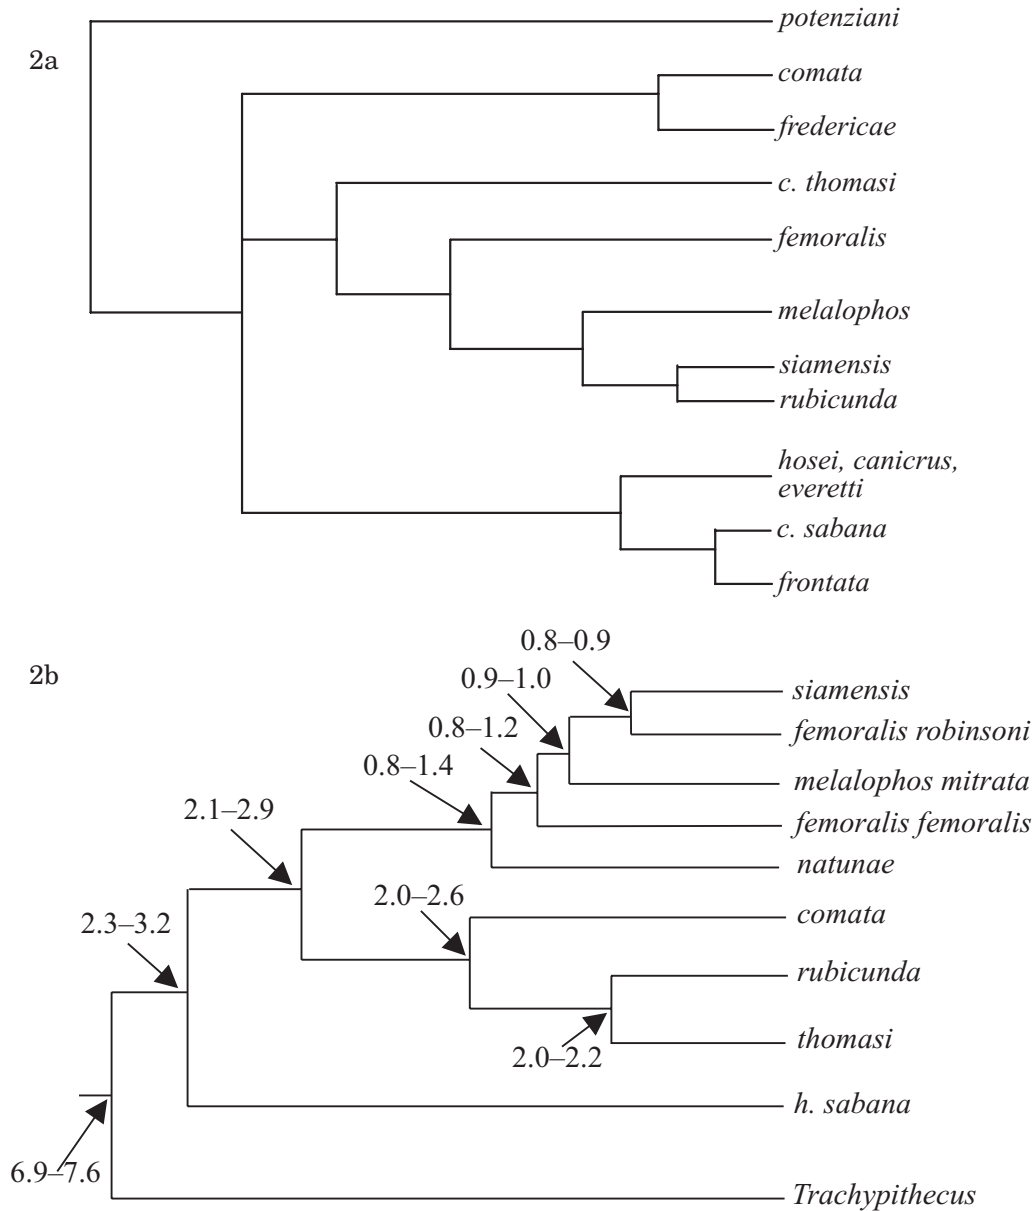 2a
potenziani
comata
fredericae
c. thomasi
femoralis
melalophos
siamensis
rubicunda
hosei, canicrus,
everetti
c. sabana
frontata
2b
0.8–0.9
0.9–1.0
0.8–1.2
0.8–1.4
2.1–2.9
2.0–2.6
2.3–3.2
2.0–2.2
6.9–7.6
siamensis
femoralis robinsoni
melalophos mitrata
femoralis femoralis
natunae
comata
rubicunda
thomasi
h. sabana
Trachypithecus